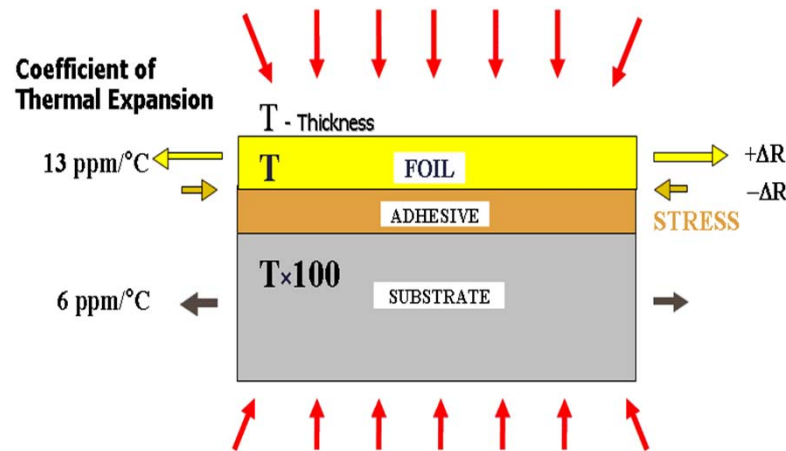 Coefficient of
Thermal Expansion
T - Thickness
13 ppm/°C
T
FOIL
+ΔR
−ΔR
ADHESIVE
STRESS
T×100
6 ppm/°C
SUBSTRATE